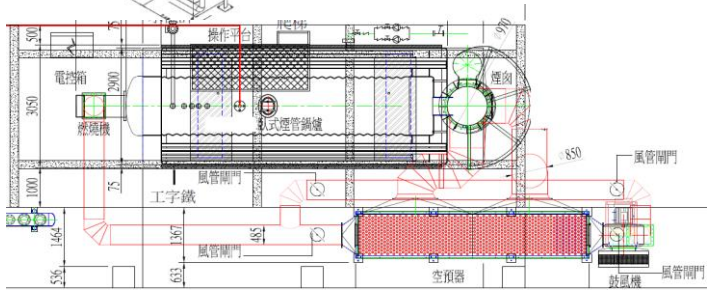 500
75
操作平台
爬梯
970
電控箱
2900
3050
煙囪
燃燒機
臥式煙管鍋爐
850
風管閘門
風管閘門
1000
75
工字鐵
1464
1367
485
風管閘門
536
633
空預器
鼓風機
風管閘門